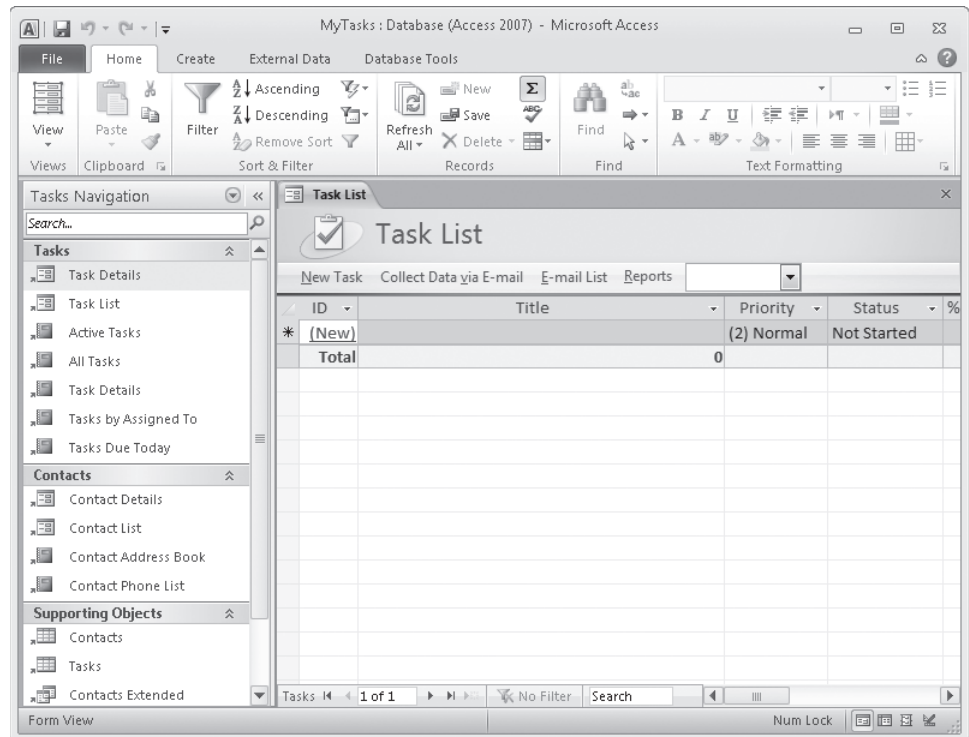 MyTasks : Database (Access 2007) - Microsoft Access
File Home Create External Data Database Tools
View
Views
Paste
Clipboard
Filter
Ascending
Descending
Remove Sort
Sort & Filter
Refresh All
New
Save
Delete
Σ
ABC
Records
Find
ab ac
Find
B I U
A ab A
Text Formatting
Tasks Navigation
Search...
Tasks
Task Details
Task List
Active Tasks
All Tasks
Task Details
Tasks by Assigned To
Tasks Due Today
Contacts
Contact Details
Contact List
Contact Address Book
Contact Phone List
Supporting Objects
Contacts
Tasks
Contacts Extended
Task List
Task List
New Task Collect Data via E-mail E-mail List Reports
ID Title Priority Status %
* (New) (2) Normal Not Started
Total 0
Tasks 1 of 1 No Filter Search
Form View Num Lock